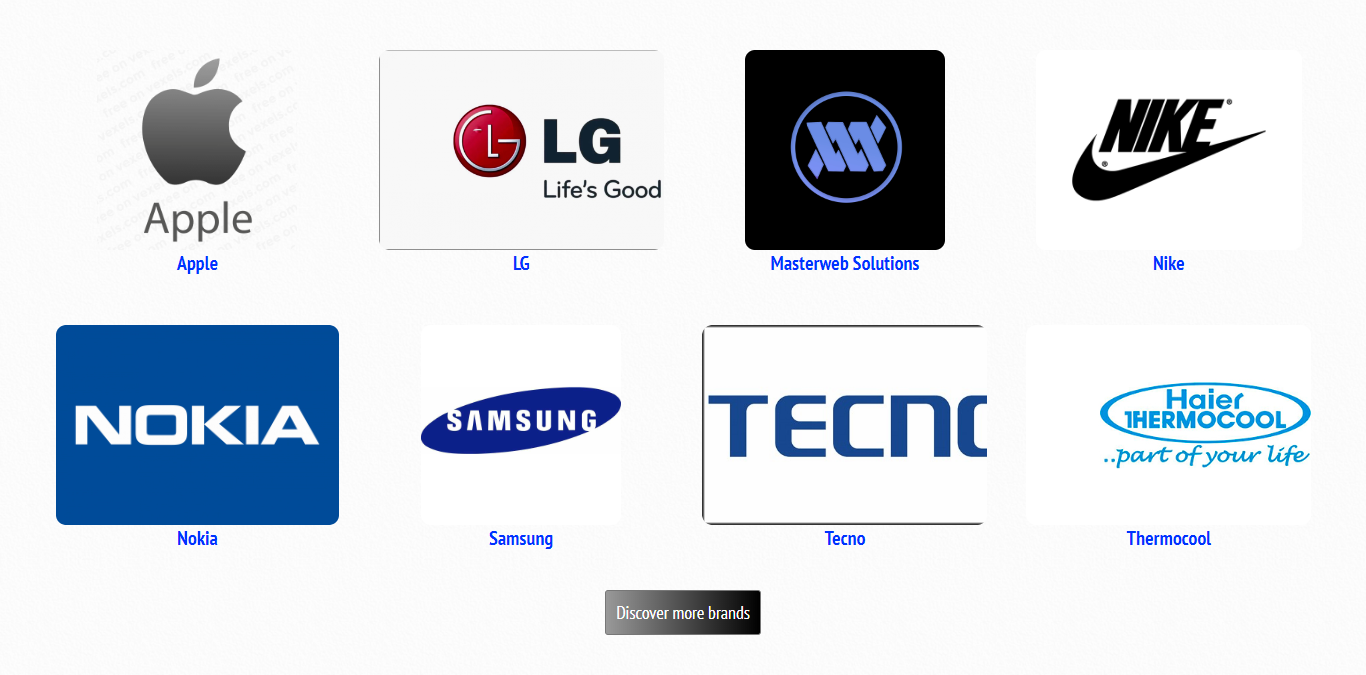 Apple
LG
Life's Good
NIKE
Apple
LG
Masterweb Solutions
Nike
NOKIA
SAMSUNG
TECNO
Haier
THERMOCOOL
..part of your life
Nokia
Samsung
Tecno
Thermocool
Discover more brands